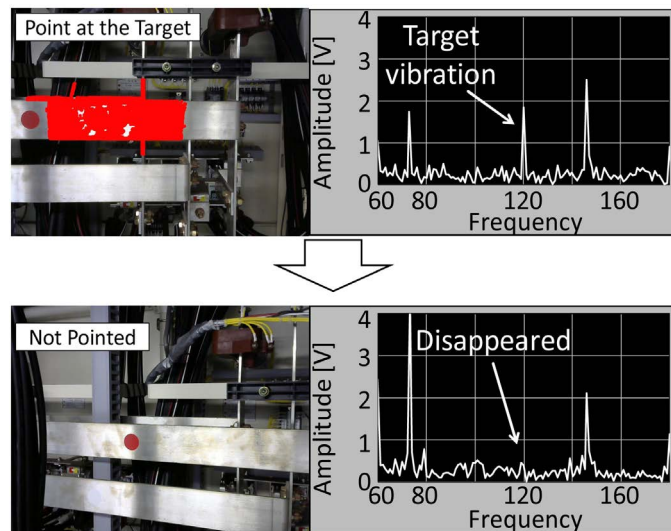 Point at the Target
Amplitude [V]
4
3
2
1
0
Target
vibration
60 80 120 160
Frequency
Not Pointed
Amplitude [V]
4
3
2
1
0
Disappeared
60 80 120 160
Frequency